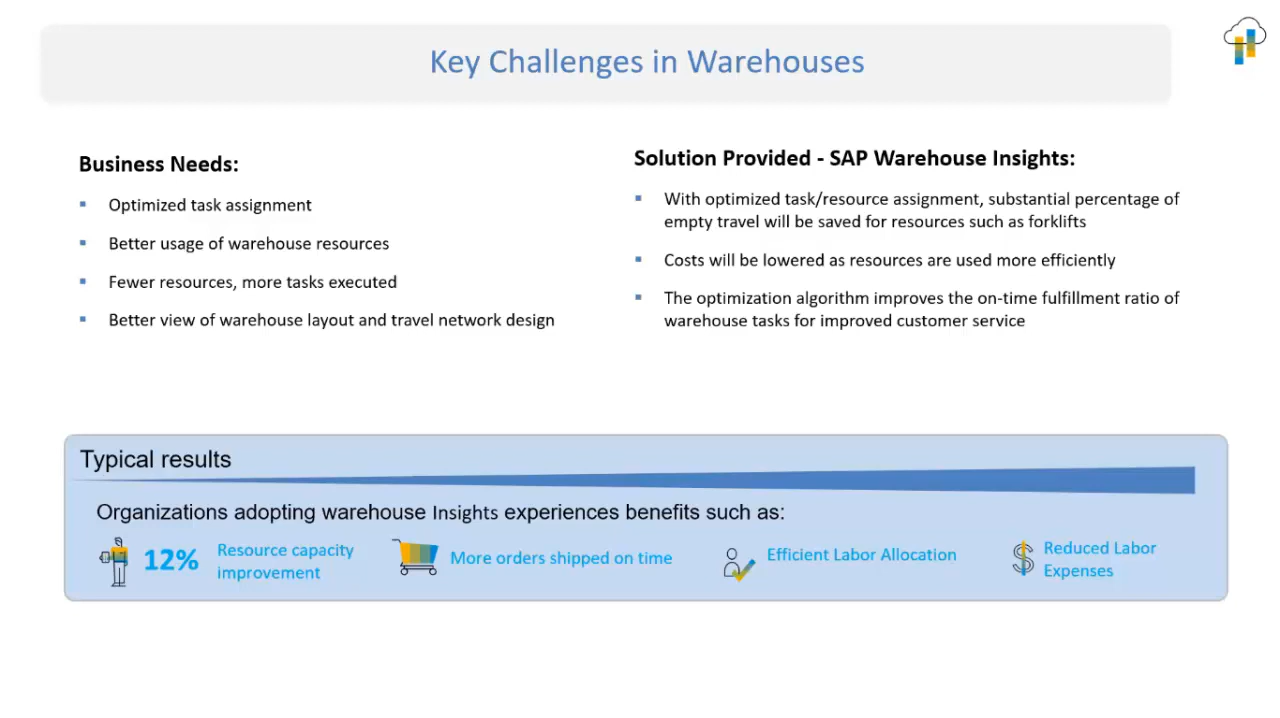 Key Challenges in Warehouses
Business Needs:
▪ Optimized task assignment
▪ Better usage of warehouse resources
▪ Fewer resources, more tasks executed
▪ Better view of warehouse layout and travel network design
Solution Provided - SAP Warehouse Insights:
▪ With optimized task/resource assignment, substantial percentage of
empty travel will be saved for resources such as forklifts
▪ Costs will be lowered as resources are used more efficiently
▪ The optimization algorithm improves the on-time fulfillment ratio of
warehouse tasks for improved customer service
Typical results
Organizations adopting warehouse Insights experiences benefits such as:
12%
Resource capacity
improvement
More orders shipped on time
Efficient Labor Allocation
Reduced Labor
Expenses